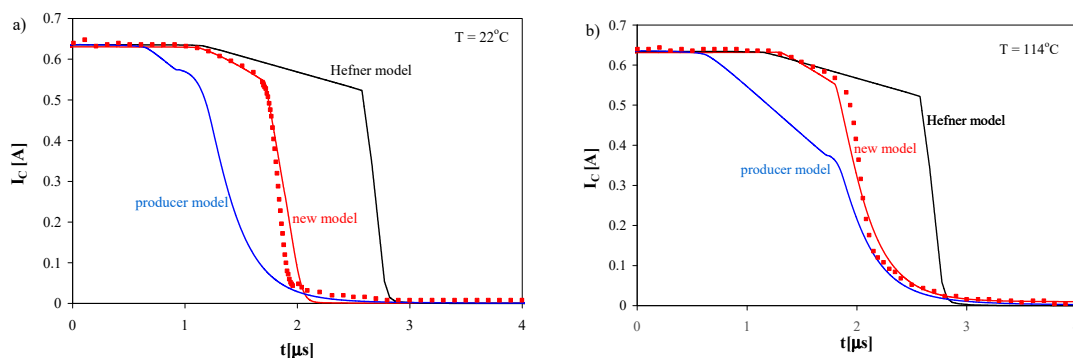 a)
0.7
0.6
0.5
0.4
0.3
0.2
0.1
0
I_C [A]
T = 22°C
Hefner model
producer model
new model
0
1
2
3
4
t[μs]
b)
0.7
0.6
0.5
0.4
0.3
0.2
0.1
0
I_C [A]
T = 114°C
Hefner model
new model
producer model
0
1
2
3
t[μs]